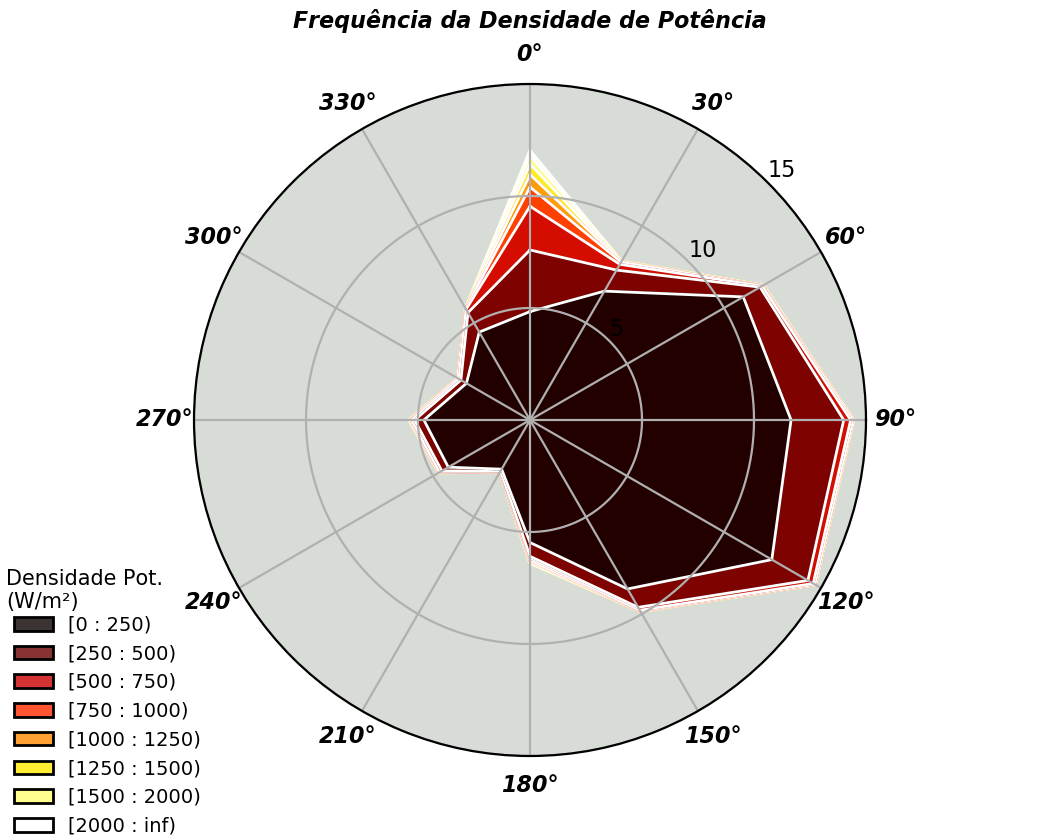 Frequência da Densidade de Potência
0°
330°
30°
15
300°
60°
10
5
270°
90°
240°
120°
210°
150°
180°
Densidade Pot.
(W/m²)
[0 : 250)
[250 : 500)
[500 : 750)
[750 : 1000)
[1000 : 1250)
[1250 : 1500)
[1500 : 2000)
[2000 : inf)